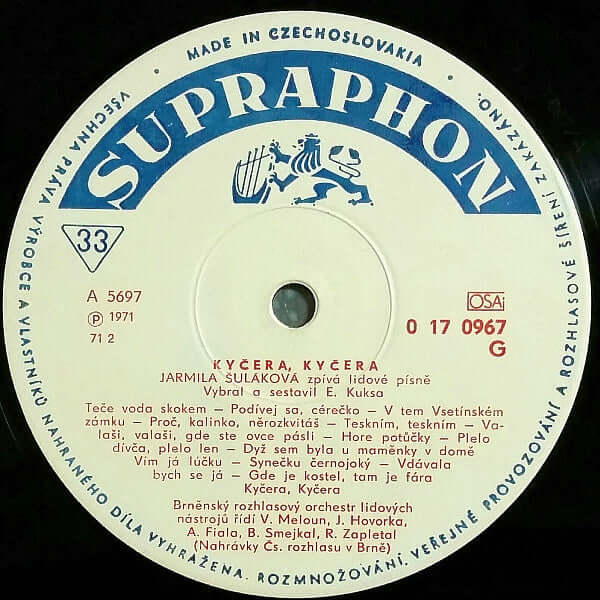 • MADE IN CZECHOSLOVAKIA •
VŠECHNA PRÁVA VÝROBCE A VLASTNÍKŮ NAHRANÉHO DÍLA VYHRAŽENA. ROZMNOŽOVÁNÍ, VEŘEJNÉ PROVOZOVÁNÍ A ROZHLASOVÉ ŠÍŘENÍ ZAKÁZÁNO.
SUPRAPHON
33
A 5697
Ⓟ 1971
71 2
OSA
0 17 0967
G
KYČERA, KYČERA
JARMILA ŠULÁKOVÁ zpívá lidové písně
Vybral a sestavil E. Kuksa
Teče voda skokem — Podívej sa, cérečko — V tem Vsetínském
zámku — Proč, kalinko, nërozkvitáš — Tesknim, tesknim — Va-
laši, valaši, gde ste ovce pásli — Hore potůčky — Plelo
dívča, plelo len — Dyž sem byla u maměnky v domě
Vím já lúčku — Synečku černojoký — Vdávala
bych se já — Gde je kostel, tam je fára
Kyčera, Kyčera
Brněnský rozhlasový orchestr lidových
nástrojů řídí V. Meloun, J. Hovorka,
A. Fiala, B. Smejkal, R. Zapletal
(Nahrávky Čs. rozhlasu v Brně)